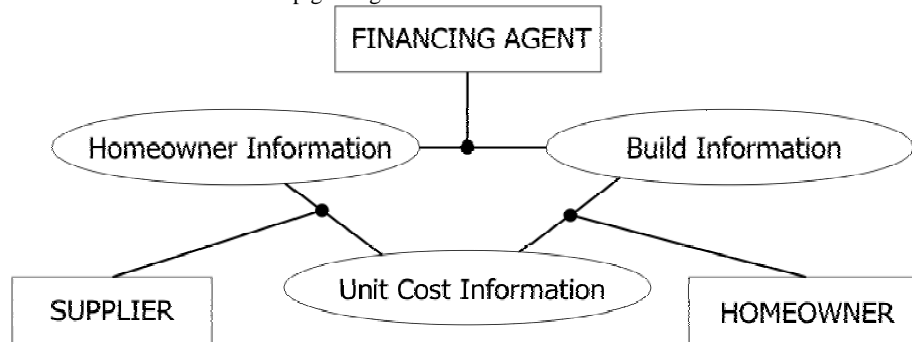 FINANCING AGENT
Homeowner Information
Build Information
Unit Cost Information
SUPPLIER
HOMEOWNER